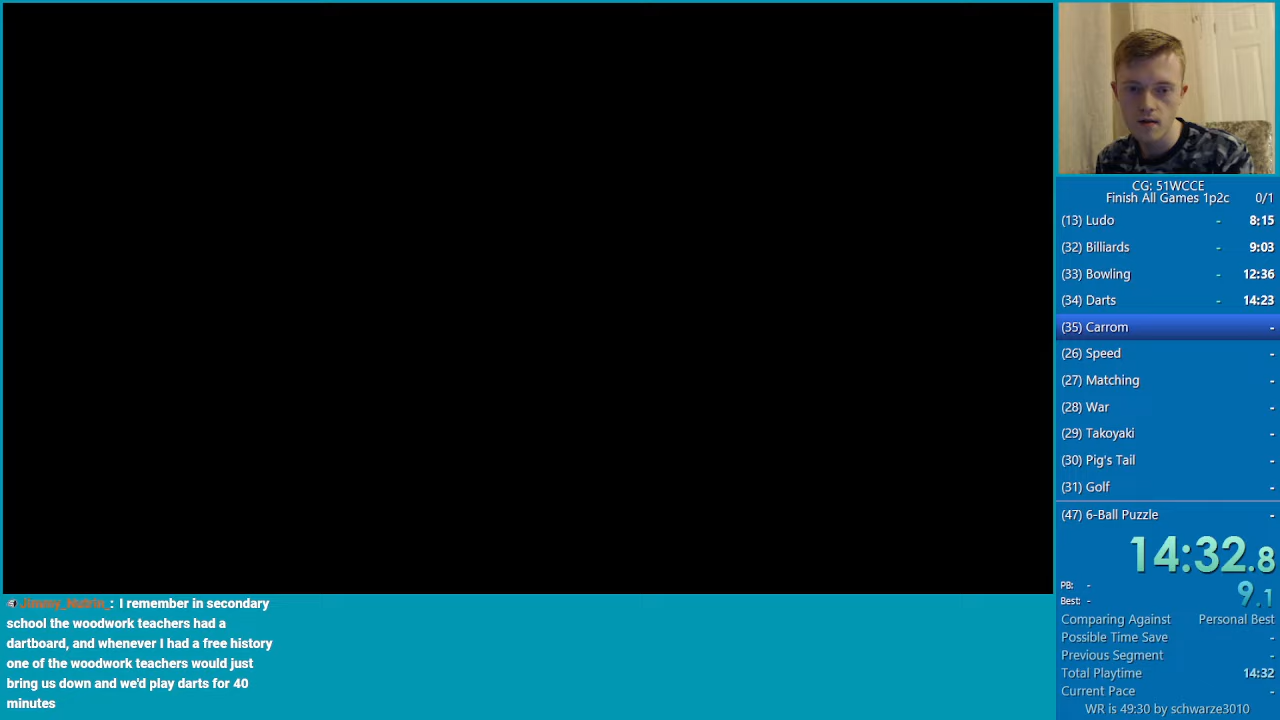 CG: 51WCCE
Finish All Games 1p2c 0/1
(13) Ludo - 8:15
(32) Billiards - 9:03
(33) Bowling - 12:36
(34) Darts - 14:23
(35) Carrom -
(26) Speed -
(27) Matching -
(28) War -
(29) Takoyaki -
(30) Pig's Tail -
(31) Golf -
(47) 6-Ball Puzzle -
14:32.8
PB: -
Best: - 9.1
Comparing Against Personal Best
Possible Time Save -
Previous Segment -
Total Playtime 14:32
Current Pace -
WR is 49:30 by schwarze3010
: I remember in secondary
school the woodwork teachers had a
dartboard, and whenever I had a free history
one of the woodwork teachers would just
bring us down and we'd play darts for 40
minutes